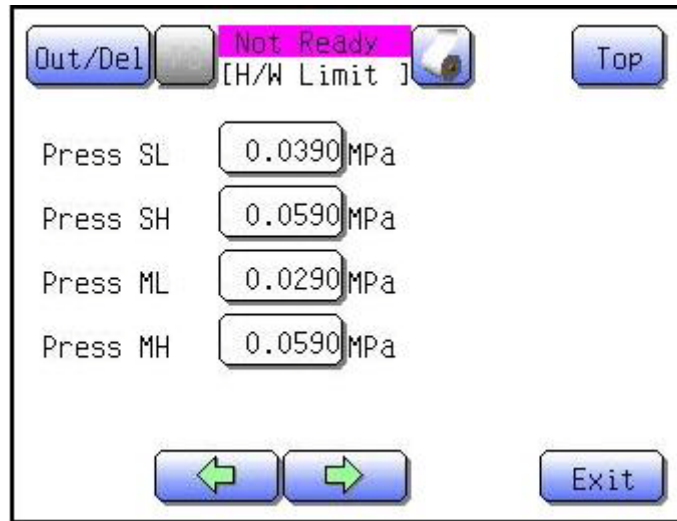 Out/Del
Not Ready
[H/W Limit ]
Top
Press SL 0.0390 MPa
Press SH 0.0590 MPa
Press ML 0.0290 MPa
Press MH 0.0590 MPa
Exit